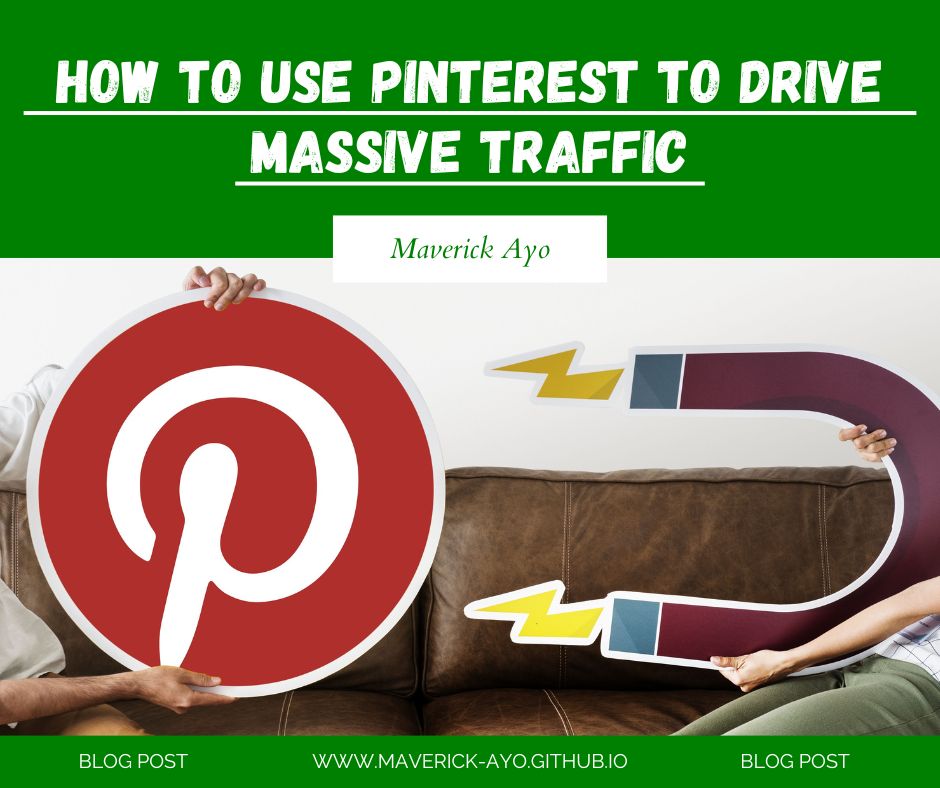 HOW TO USE PINTEREST TO DRIVE
MASSIVE TRAFFIC
Maverick Ayo
BLOG POST WWW.MAVERICK-AYO.GITHUB.IO BLOG POST